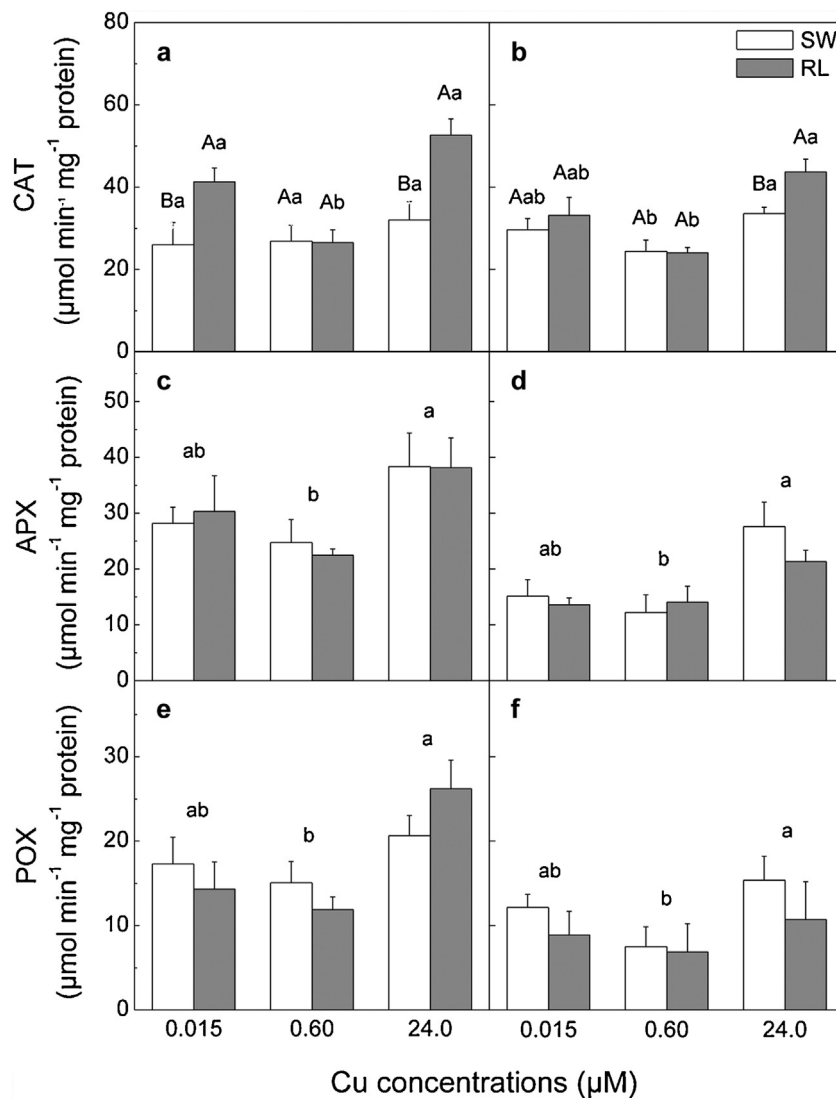 80
a
b
SW
RL
Aa
Aa
60
Ba
Aa
Ab
Ba
Aab
Aab
Ab
Ab
Ba
Aa
40
20
0
CAT
(µmol min⁻¹ mg⁻¹ protein)
c
d
50
ab
b
a
ab
b
a
40
30
20
10
0
APX
(µmol min⁻¹ mg⁻¹ protein)
e
f
30
ab
b
a
ab
b
a
20
10
0
POX
(µmol min⁻¹ mg⁻¹ protein)
0.015 0.60 24.0 0.015 0.60 24.0
Cu concentrations (µM)